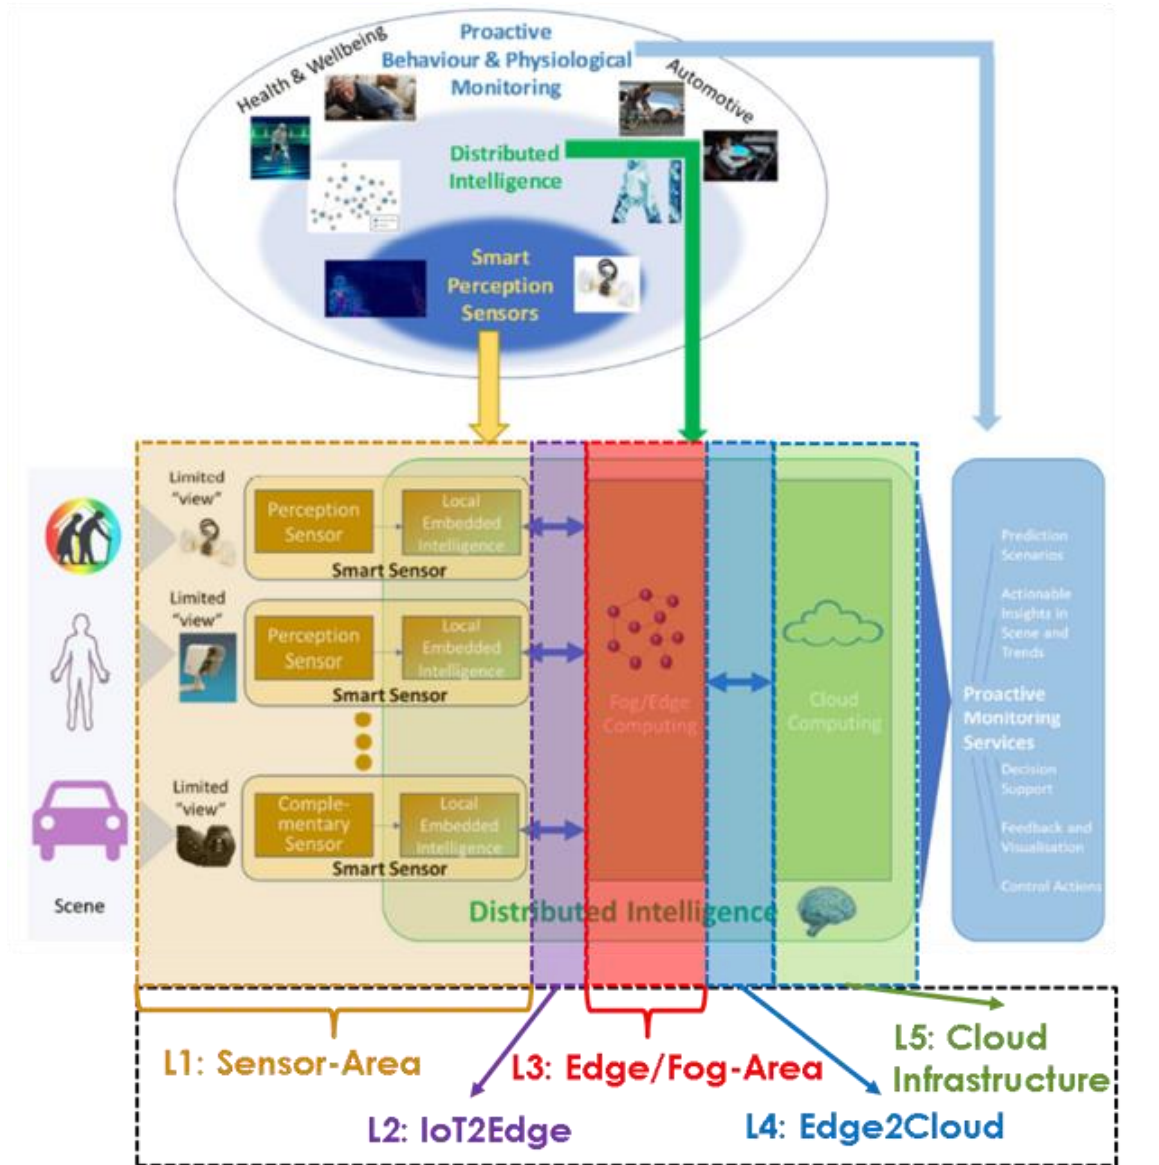 Proactive
Behaviour & Physiological
Monitoring
Health & Wellbeing
Automotive
Distributed
Intelligence
AI
Smart
Perception
Sensors
Limited
"view"
Perception
Sensor
Local
Embedded
Intelligence
Smart Sensor
Limited
"view"
Perception
Sensor
Local
Embedded
Intelligence
Smart Sensor
Limited
"view"
Comple-
mentary
Sensor
Local
Embedded
Intelligence
Smart Sensor
Scene
Fog/Edge
Computing
Cloud
Computing
Distributed Intelligence
Prediction
Scenarios
Actionable
Insights in
Scene and
Trends
Proactive
Monitoring
Services
Decision
Support
Feedback and
Visualisation
Control Actions
L1: Sensor-Area
L2: IoT2Edge
L3: Edge/Fog-Area
L4: Edge2Cloud
L5: Cloud
Infrastructure